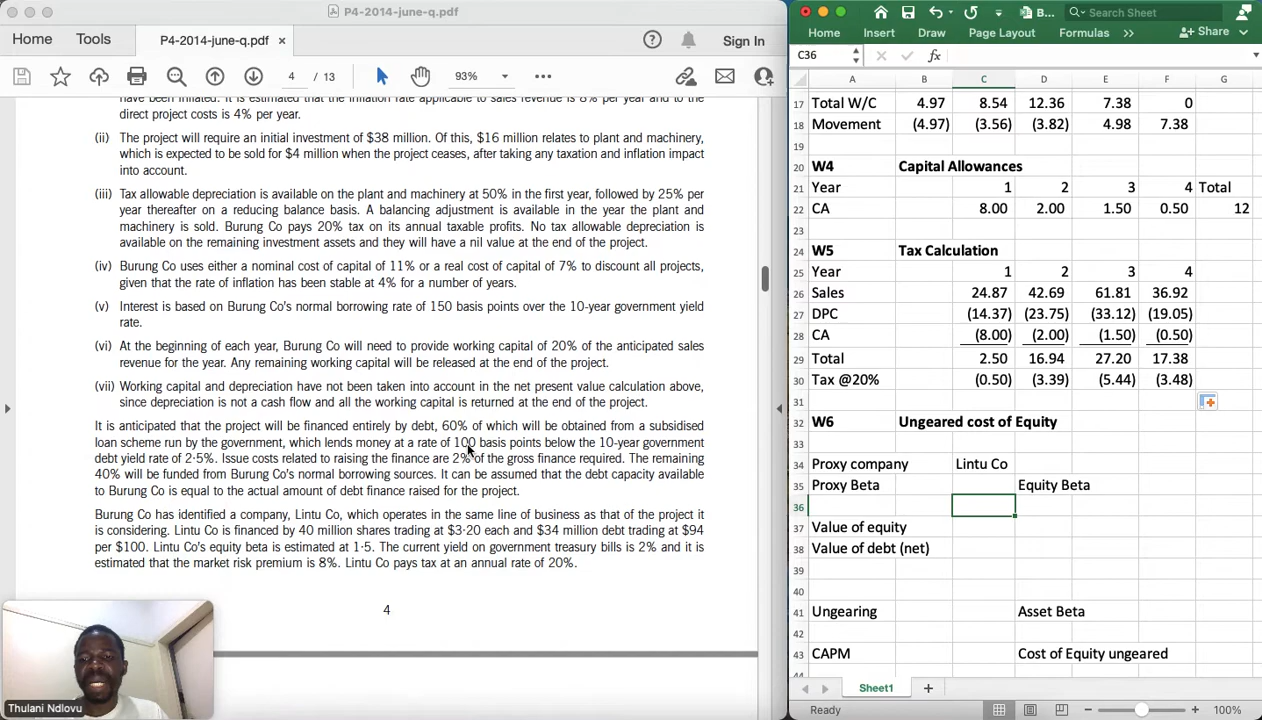 P4-2014-june-q.pdf
Home Tools P4-2014-june-q.pdf × Sign In
4 / 13 93%
have been inflated. It is estimated that the inflation rate applicable to sales revenue is 8% per year and to the
direct project costs is 4% per year.
(ii) The project will require an initial investment of $38 million. Of this, $16 million relates to plant and machinery,
which is expected to be sold for $4 million when the project ceases, after taking any taxation and inflation impact
into account.
(iii) Tax allowable depreciation is available on the plant and machinery at 50% in the first year, followed by 25% per
year thereafter on a reducing balance basis. A balancing adjustment is available in the year the plant and
machinery is sold. Burung Co pays 20% tax on its annual taxable profits. No tax allowable depreciation is
available on the remaining investment assets and they will have a nil value at the end of the project.
(iv) Burung Co uses either a nominal cost of capital of 11% or a real cost of capital of 7% to discount all projects,
given that the rate of inflation has been stable at 4% for a number of years.
(v) Interest is based on Burung Co's normal borrowing rate of 150 basis points over the 10-year government yield
rate.
(vi) At the beginning of each year, Burung Co will need to provide working capital of 20% of the anticipated sales
revenue for the year. Any remaining working capital will be released at the end of the project.
(vii) Working capital and depreciation have not been taken into account in the net present value calculation above,
since depreciation is not a cash flow and all the working capital is returned at the end of the project.
It is anticipated that the project will be financed entirely by debt, 60% of which will be obtained from a subsidised
loan scheme run by the government, which lends money at a rate of 100 basis points below the 10-year government
debt yield rate of 2·5%. Issue costs related to raising the finance are 2% of the gross finance required. The remaining
40% will be funded from Burung Co's normal borrowing sources. It can be assumed that the debt capacity available
to Burung Co is equal to the actual amount of debt finance raised for the project.
Burung Co has identified a company, Lintu Co, which operates in the same line of business as that of the project it
is considering. Lintu Co is financed by 40 million shares trading at $3·20 each and $34 million debt trading at $94
per $100. Lintu Co's equity beta is estimated at 1·5. The current yield on government treasury bills is 2% and it is
estimated that the market risk premium is 8%. Lintu Co pays tax at an annual rate of 20%.
4
Thulani Ndlovu
B... Search Sheet
Home Insert Draw Page Layout Formulas >> Share
C36 fx
A B C D E F G
17 Total W/C 4.97 8.54 12.36 7.38 0
18 Movement (4.97) (3.56) (3.82) 4.98 7.38
19
20 W4 Capital Allowances
21 Year 1 2 3 4 Total
22 CA 8.00 2.00 1.50 0.50 12
23
24 W5 Tax Calculation
25 Year 1 2 3 4
26 Sales 24.87 42.69 61.81 36.92
27 DPC (14.37) (23.75) (33.12) (19.05)
28 CA (8.00) (2.00) (1.50) (0.50)
29 Total 2.50 16.94 27.20 17.38
30 Tax @20% (0.50) (3.39) (5.44) (3.48)
31
32 W6 Ungeared cost of Equity
33
34 Proxy company Lintu Co
35 Proxy Beta Equity Beta
36
37 Value of equity
38 Value of debt (net)
39
40
41 Ungearing Asset Beta
42
43 CAPM Cost of Equity ungeared
44
Sheet1
Ready 100%